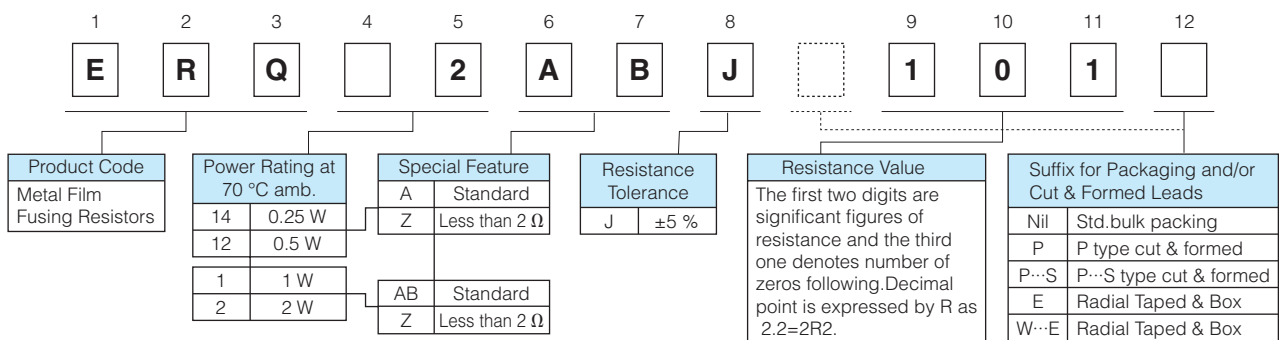 1 2 3 4 5 6 7 8 9 10 11 12
E R Q 2 A B J 1 0 1
Product Code
Metal Film
Fusing Resistors
Power Rating at
70 °C amb.
14 0.25 W
12 0.5 W
1 1 W
2 2 W
Special Feature
A Standard
Z Less than 2 Ω
AB Standard
Z Less than 2 Ω
Resistance
Tolerance
J ±5 %
Resistance Value
The first two digits are
significant figures of
resistance and the third
one denotes number of
zeros following.Decimal
point is expressed by R as
2.2=2R2.
Suffix for Packaging and/or
Cut & Formed Leads
Nil Std.bulk packing
P P type cut & formed
P···S P···S type cut & formed
E Radial Taped & Box
W···E Radial Taped & Box